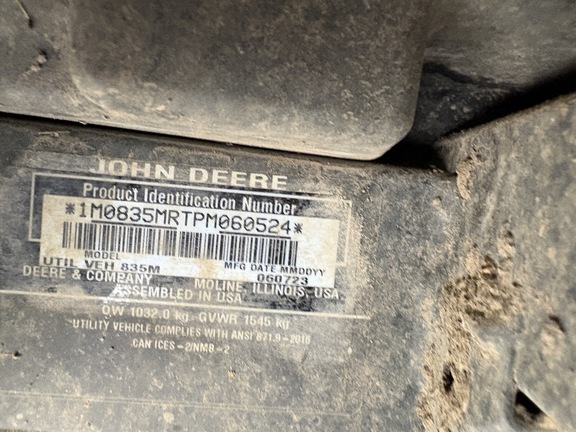 JOHN DEERE
Product Identification Number
*1M0835MRTPM060524*
MODEL MFG DATE MMDDYY
UTIL VEH 835M 060723
DEERE & COMPANY MOLINE, ILLINOIS, USA
ASSEMBLED IN USA
OW 1032.0 kg - GVWR 1545 kg
UTILITY VEHICLE COMPLIES WITH ANSI B71.9-2016
CAN ICES-2/NMB-2